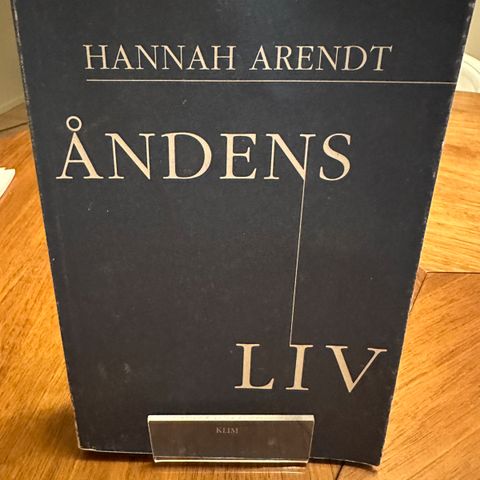 HANNAH ARENDT
ÅNDENS
LIV
KLIM